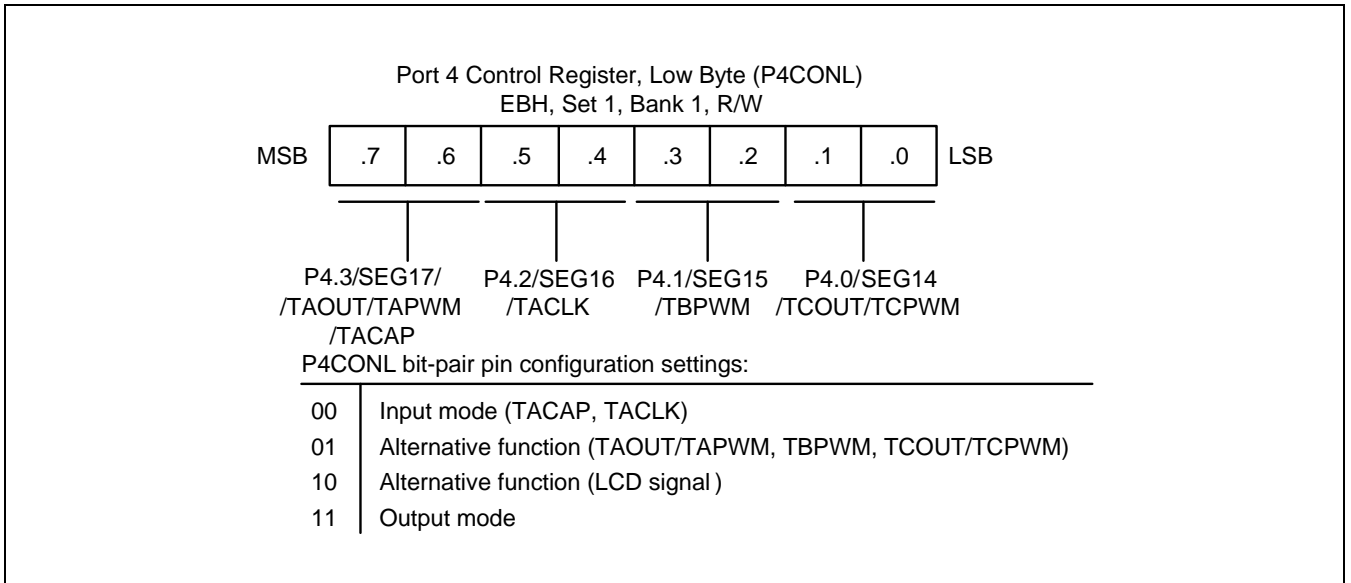 Port 4 Control Register, Low Byte (P4CONL)
EBH, Set 1, Bank 1, R/W
MSB .7 .6 .5 .4 .3 .2 .1 .0 LSB
P4.3/SEG17/ P4.2/SEG16 P4.1/SEG15 P4.0/SEG14
/TAOUT/TAPWM /TACLK /TBPWM /TCOUT/TCPWM
/TACAP
P4CONL bit-pair pin configuration settings:
00 Input mode (TACAP, TACLK)
01 Alternative function (TAOUT/TAPWM, TBPWM, TCOUT/TCPWM)
10 Alternative function (LCD signal )
11 Output mode